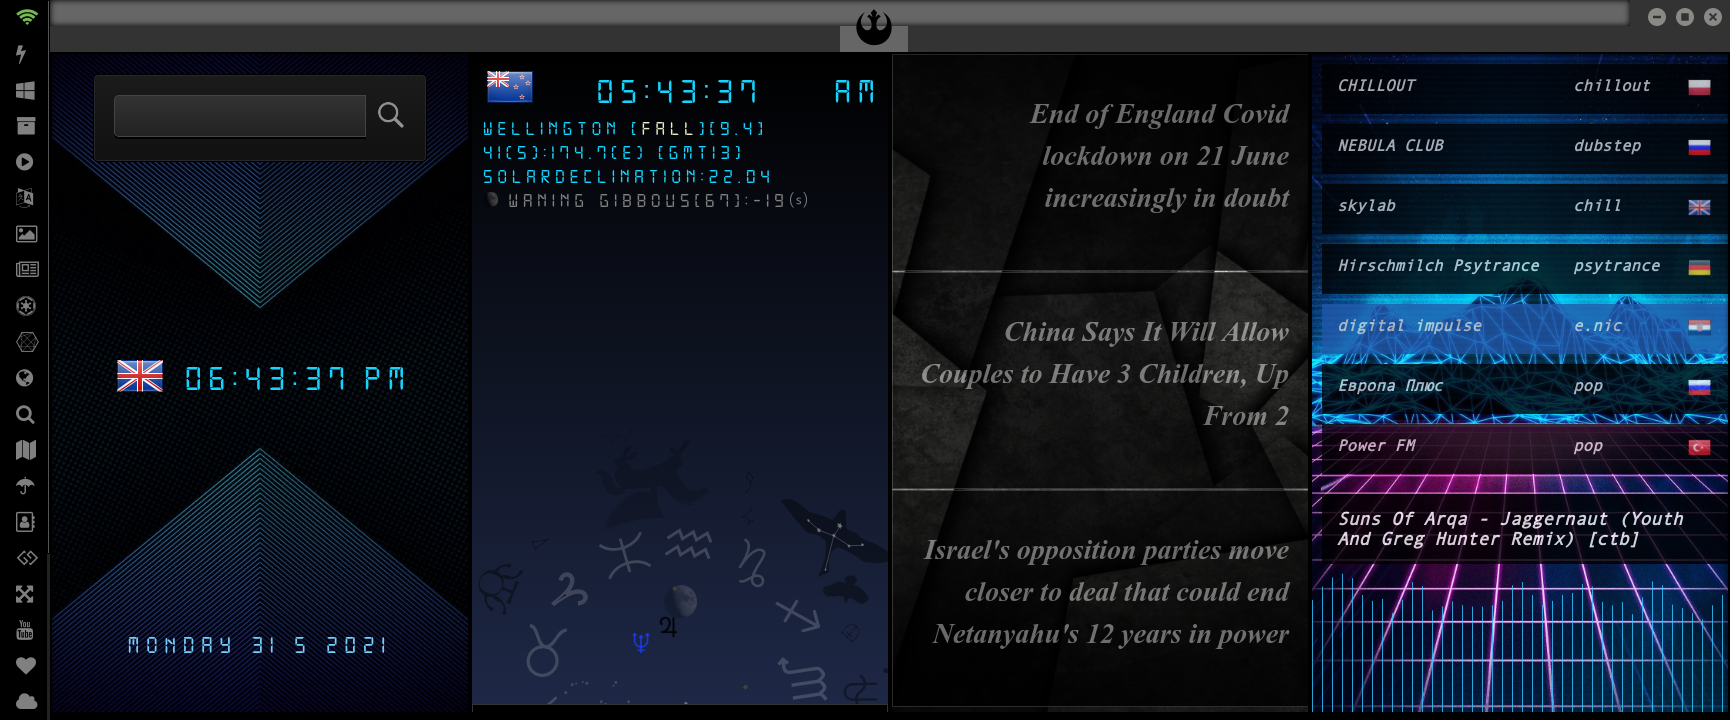 06:43:37 PM
MONDAY 31 5 2021
05:43:37 AM
WELLINGTON [FALL][9.4]
41(S):174.7(E) [GMT13]
SOLARDECLINATION:22.04
WANING GIBBOUS[67]:-19(s)
End of England Covid
lockdown on 21 June
increasingly in doubt
China Says It Will Allow
Couples to Have 3 Children, Up
From 2
Israel's opposition parties move
closer to deal that could end
Netanyahu's 12 years in power
CHILLOUT chillout
NEBULA CLUB dubstep
skylab chill
Hirschmilch Psytrance psytrance
digital impulse e.nic
Европа Плюс pop
Power FM pop
Suns Of Arqa - Jaggernaut (Youth
And Greg Hunter Remix) [ctb]
You
Tube